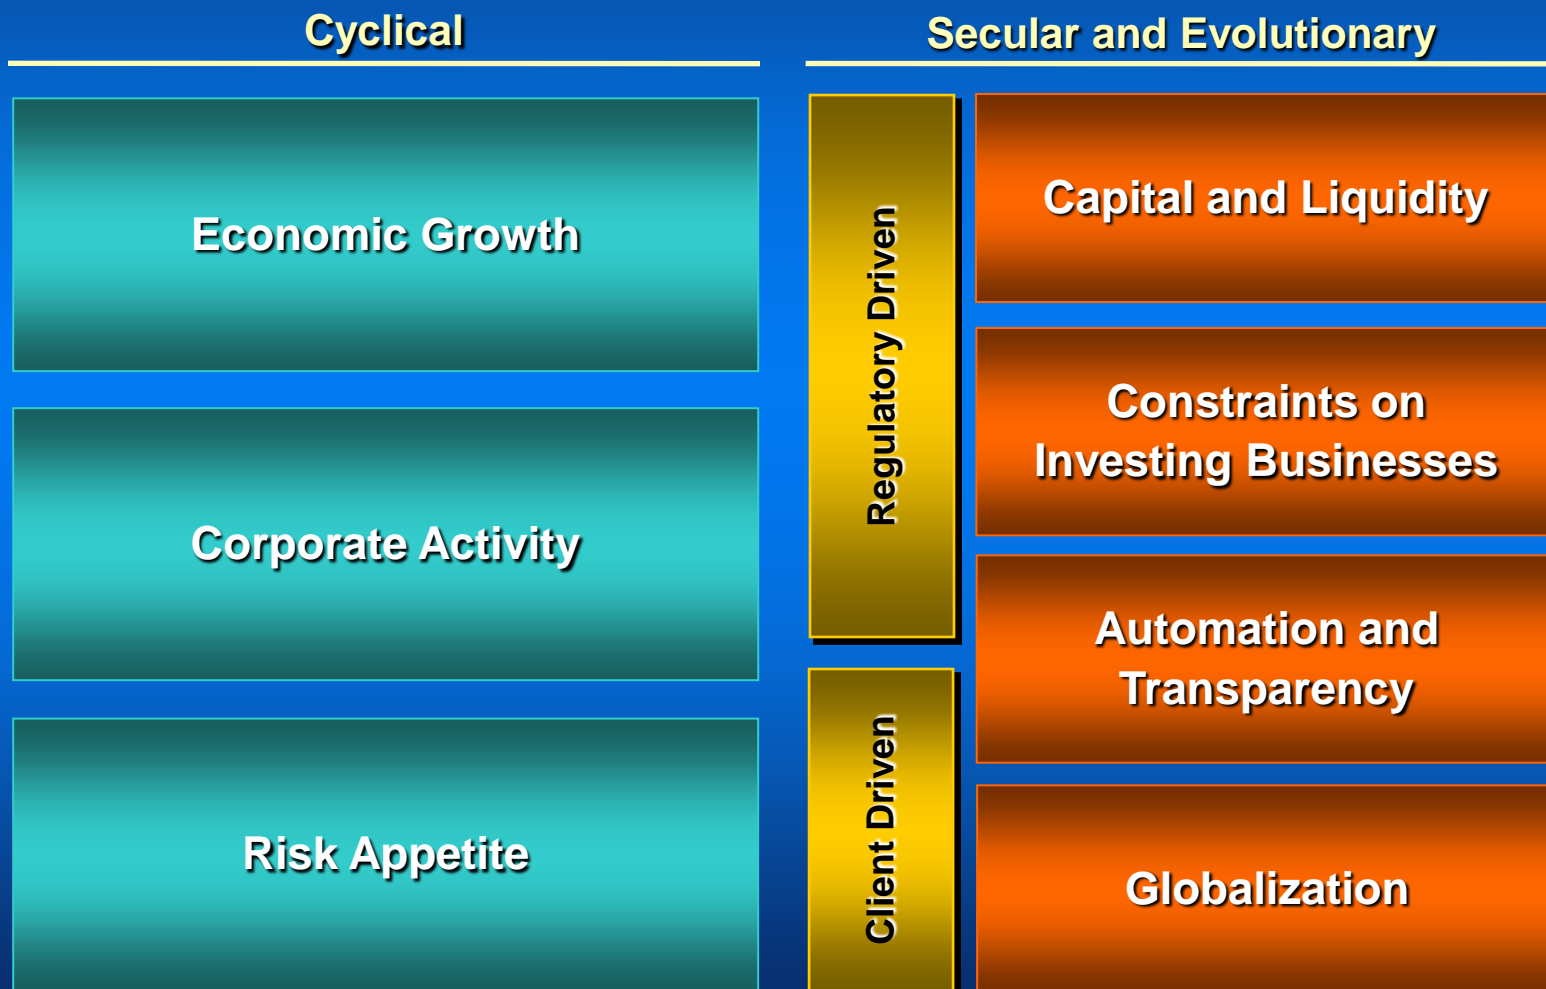 Cyclical
Economic Growth
Corporate Activity
Risk Appetite
Secular and Evolutionary
Regulatory Driven
Client Driven
Capital and Liquidity
Constraints on
Investing Businesses
Automation and
Transparency
Globalization